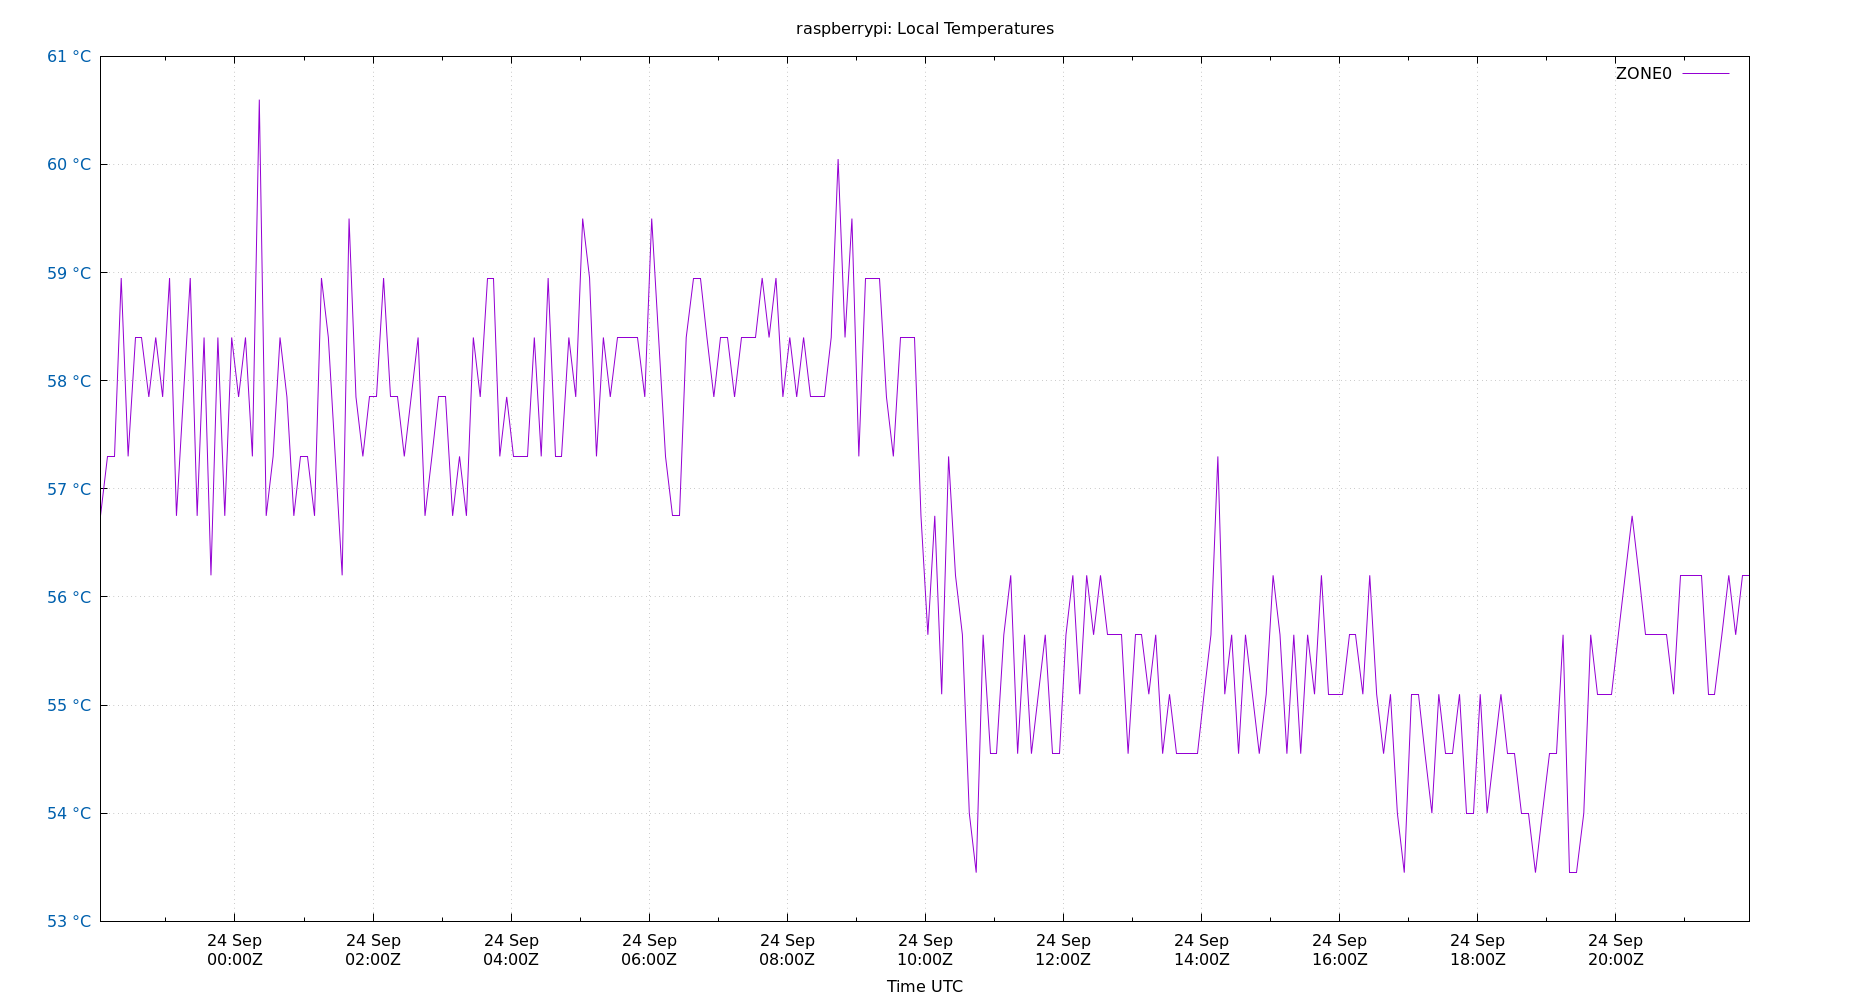 raspberrypi: Local Temperatures
61 °C
ZONE0
60 °C
59 °C
58 °C
57 °C
56 °C
55 °C
54 °C
53 °C
24 Sep 24 Sep 24 Sep 24 Sep 24 Sep 24 Sep 24 Sep 24 Sep 24 Sep 24 Sep 24 Sep
00:00Z 02:00Z 04:00Z 06:00Z 08:00Z 10:00Z 12:00Z 14:00Z 16:00Z 18:00Z 20:00Z
Time UTC